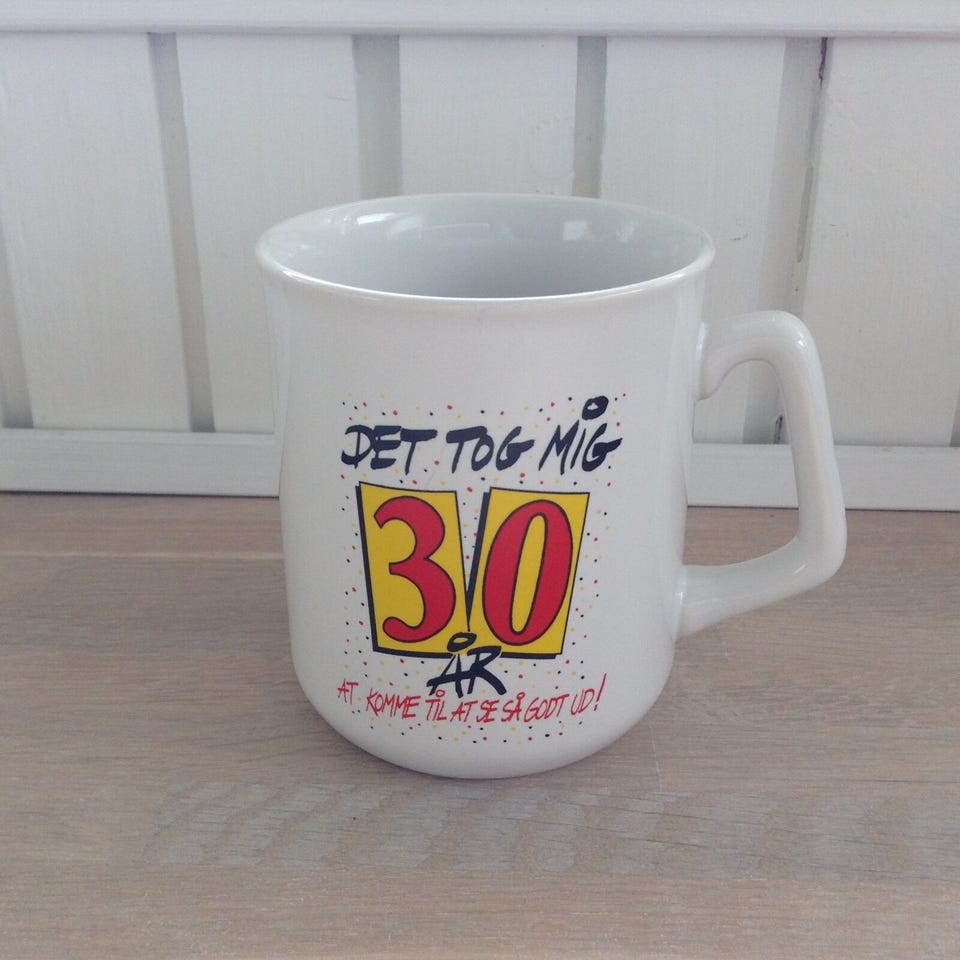 DET TOG MIG
30
ÅR
AT KOMME TIL AT SE SÅ GODT UD!